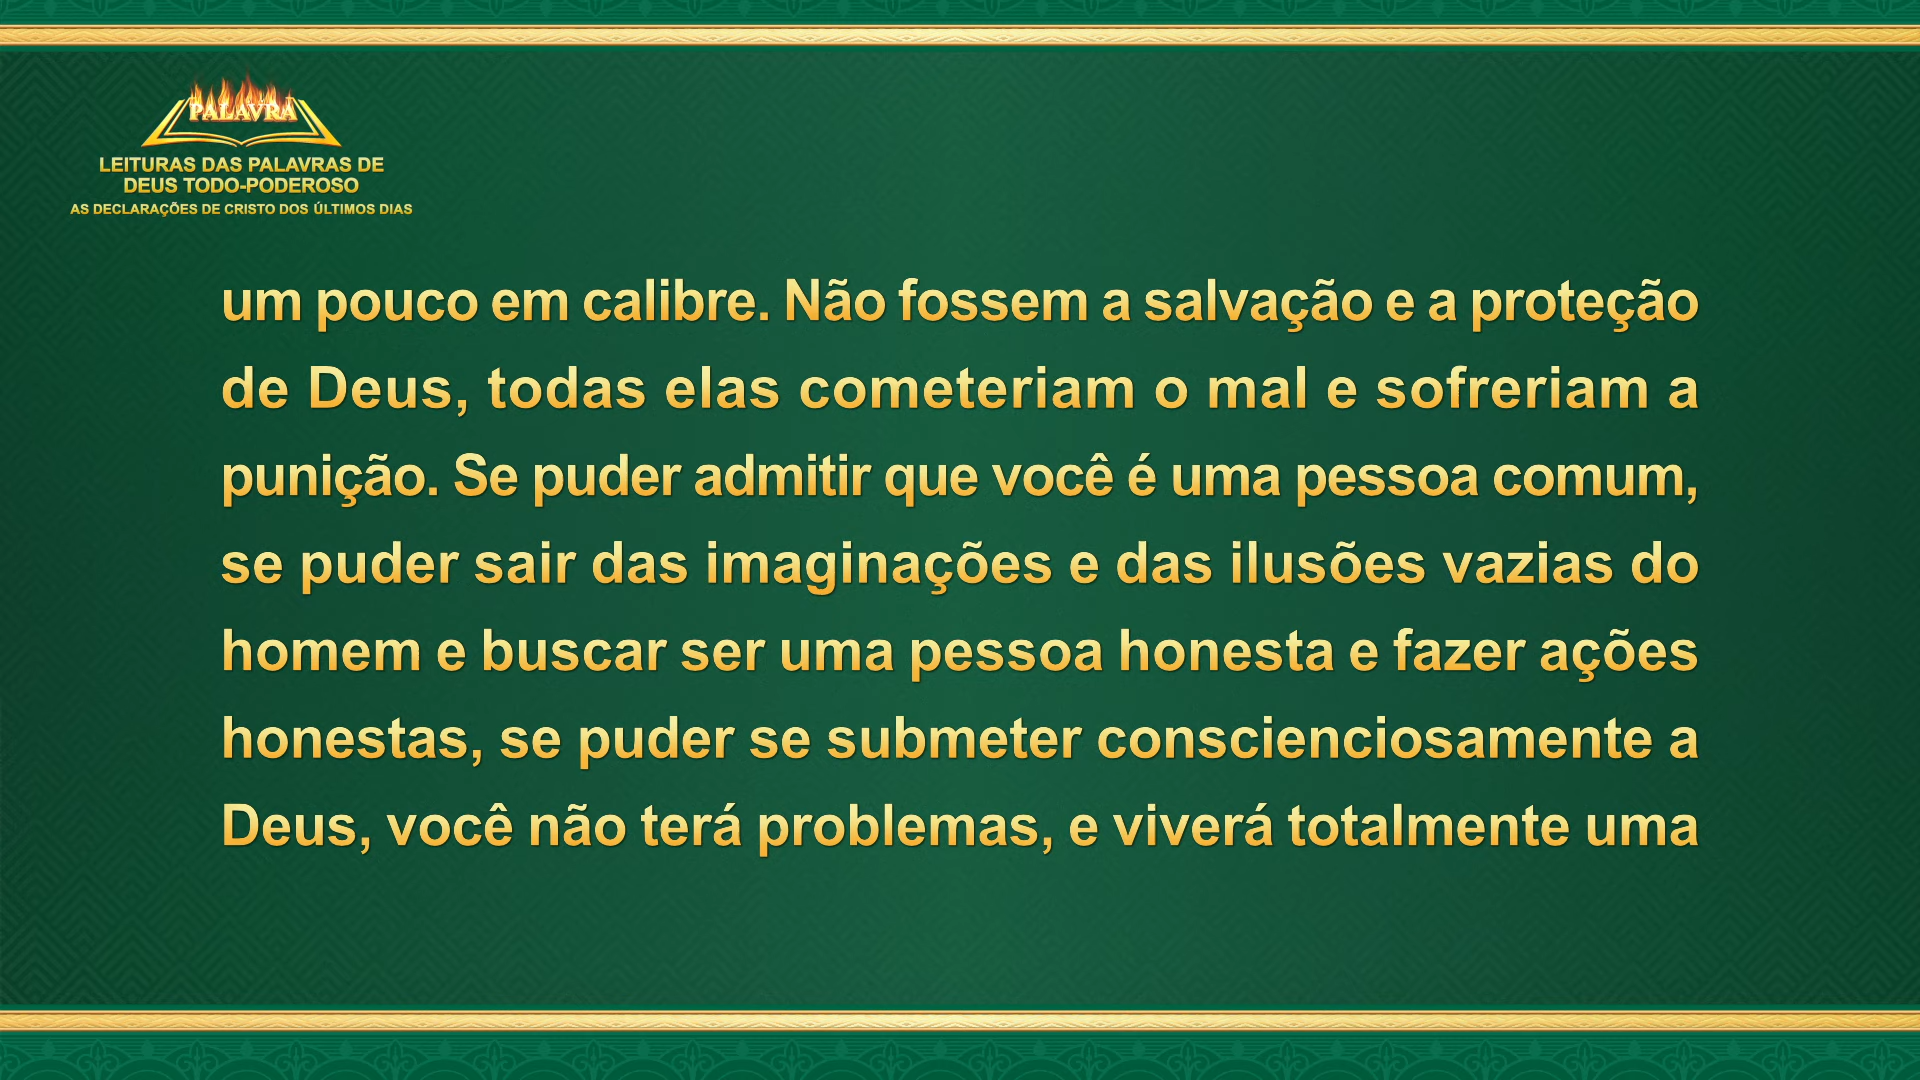 PALAVRA
LEITURAS DAS PALAVRAS DE
DEUS TODO-PODEROSO
AS DECLARAÇÕES DE CRISTO DOS ÚLTIMOS DIAS
um pouco em calibre. Não fossem a salvação e a proteção
de Deus, todas elas cometeriam o mal e sofreriam a
punição. Se puder admitir que você é uma pessoa comum,
se puder sair das imaginações e das ilusões vazias do
homem e buscar ser uma pessoa honesta e fazer ações
honestas, se puder se submeter conscienciosamente a
Deus, você não terá problemas, e viverá totalmente uma